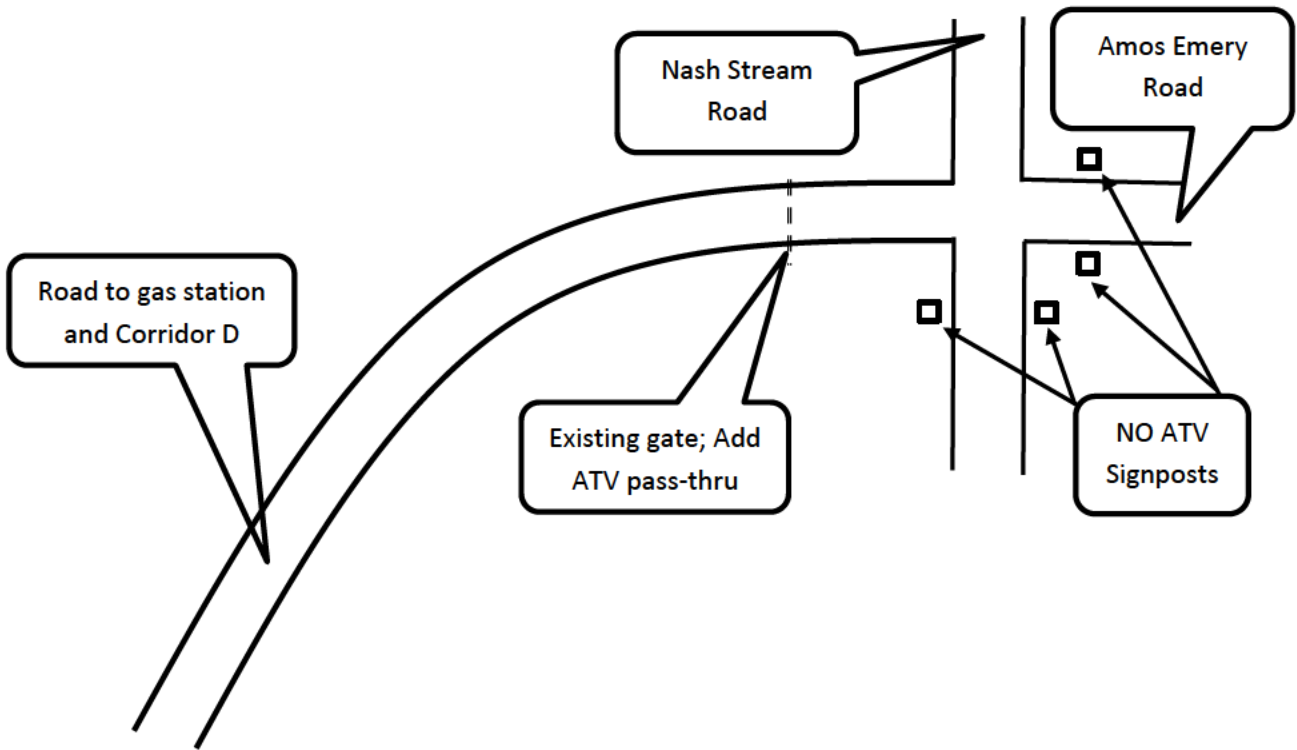 Nash Stream
Road
Amos Emery
Road
Road to gas station
and Corridor D
Existing gate; Add
ATV pass-thru
NO ATV
Signposts